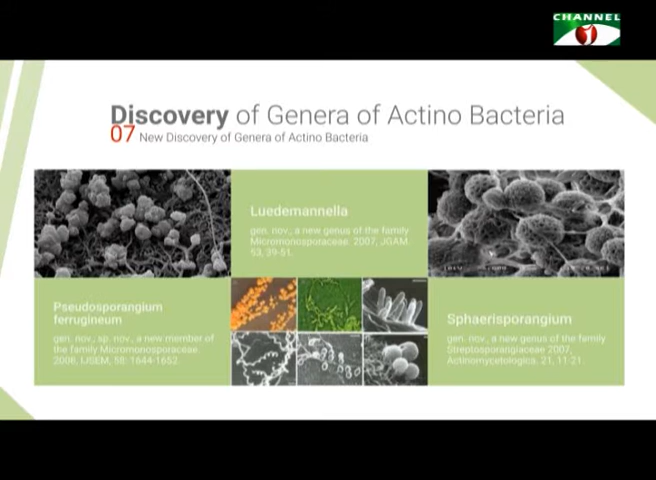 CHANNEL
Discovery of Genera of Actino Bacteria
07 New Discovery of Genera of Actino Bacteria
Luedemannella
gen. nov., a new genus of the family
Micromonosporaceae. 2007, JGAM.
53, 39-51.
Pseudosporangium
ferrugineum
gen. nov., sp. nov., a new member of
the family Micromonosporaceae.
2008, IJSEM, 58: 1644-1652.
Sphaerisporangium
gen. nov., a new genus of the family
Streptosporangiaceae 2007,
Actinomycetologica. 21, 11-21.